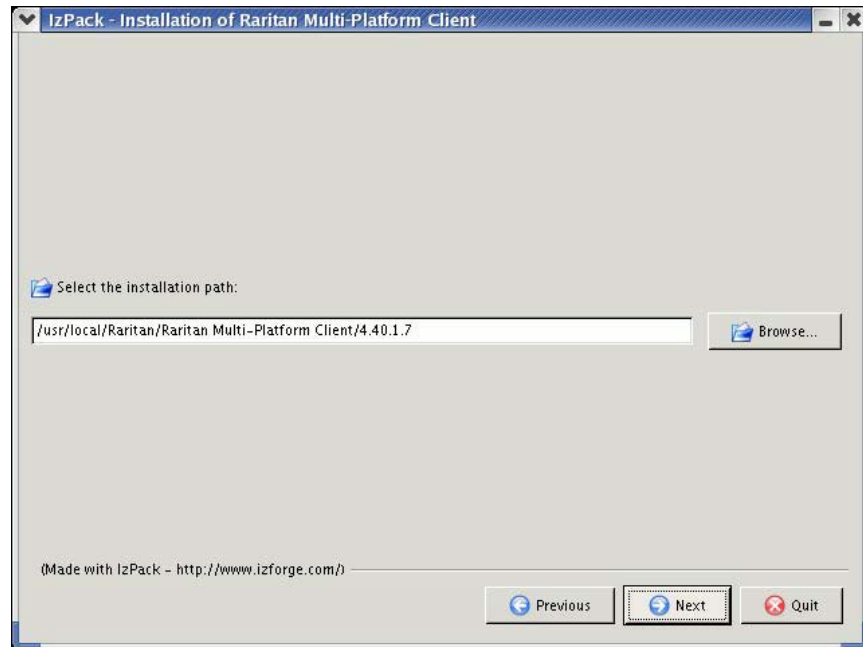 IzPack - Installation of Raritan Multi-Platform Client
Select the installation path:
/usr/local/Raritan/Raritan Multi-Platform Client/4.40.1.7
Browse...
(Made with IzPack - http://www.izforge.com/)
Previous
Next
Quit